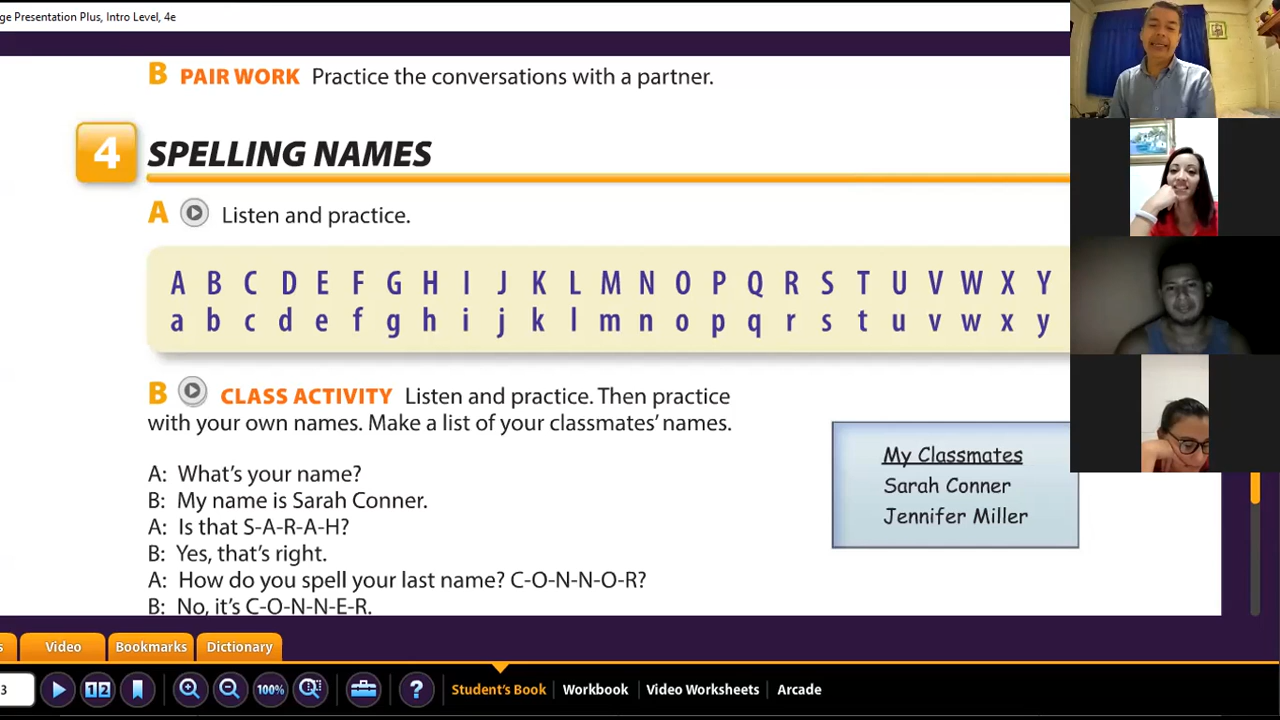 ge Presentation Plus, Intro Level, 4e
B PAIR WORK Practice the conversations with a partner.
4 SPELLING NAMES
A Listen and practice.
A B C D E F G H I J K L M N O P Q R S T U V W X Y
a b c d e f g h i j k l m n o p q r s t u v w x y
B CLASS ACTIVITY Listen and practice. Then practice
with your own names. Make a list of your classmates' names.
A: What's your name?
B: My name is Sarah Conner.
A: Is that S-A-R-A-H?
B: Yes, that's right.
A: How do you spell your last name? C-O-N-N-O-R?
B: No, it's C-O-N-N-E-R.
My Classmates
Sarah Conner
Jennifer Miller
s Video Bookmarks Dictionary
3 12 100% ? Student's Book Workbook Video Worksheets Arcade